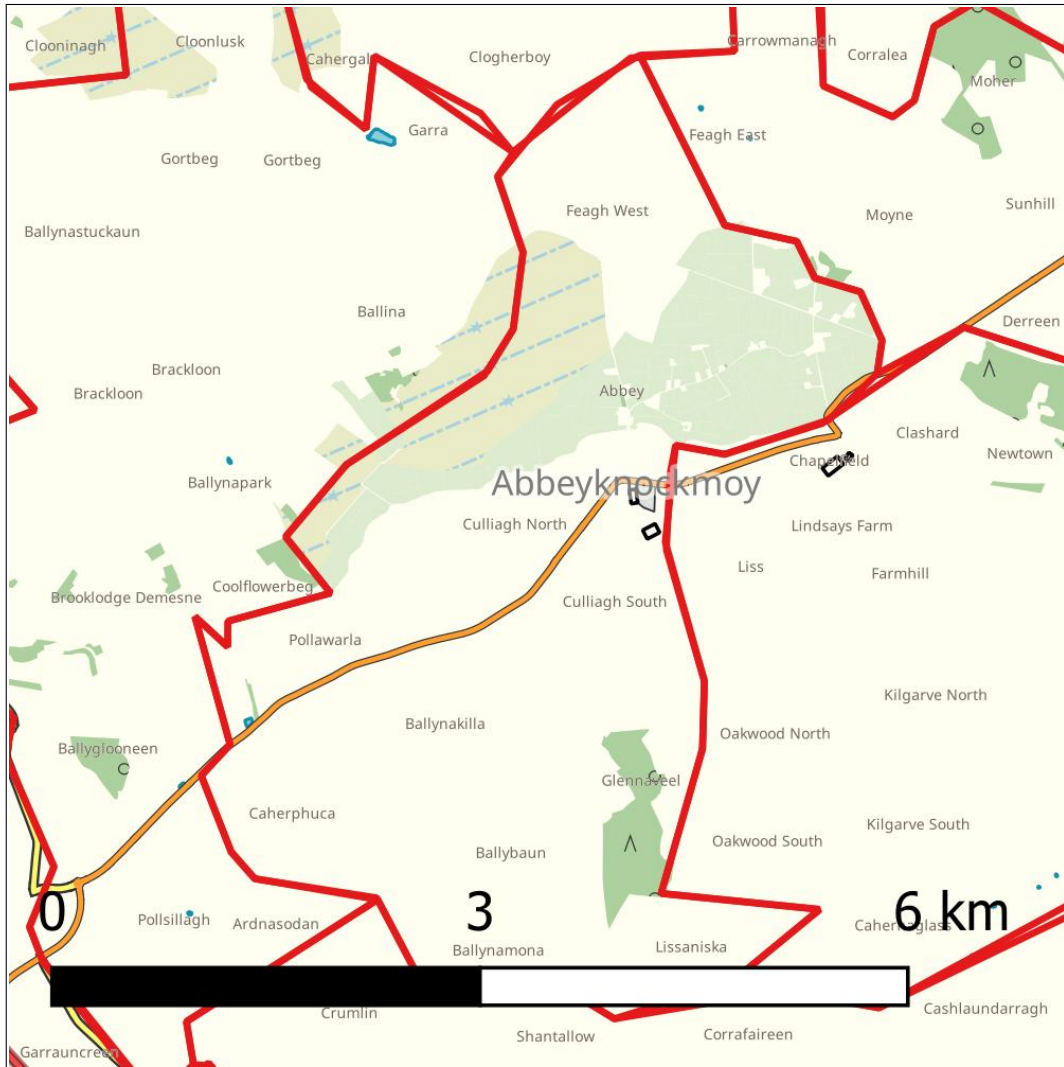 Clooninagh
Cloonlusk
Cahergal
Clogherboy
Carrowmanagh
Corralea
Moher
Garra
Feagh East
Gortbeg
Gortbeg
Feagh West
Moyne
Sunhill
Ballynastuckaun
Ballina
Derreen
Brackloon
Brackloon
Abbey
Clashard
Newtown
Chapelfield
Ballynapark
Abbeyknockmoy
Culliagh North
Lindsays Farm
Liss
Farmhill
Coolflowerbeg
Brooklodge Demesne
Culliagh South
Pollawarla
Kilgarve North
Ballynakilla
Oakwood North
Ballyglooneen
Glennaveel
Caherphuca
Kilgarve South
Oakwood South
Ballybaun
0 3 6 km
Pollsillagh
Ardnasodan
Ballynamona
Lissaniska
Cahernaglass
Crumlin
Cashlaundarragh
Shantallow
Corrafaireen
Garrauncreen